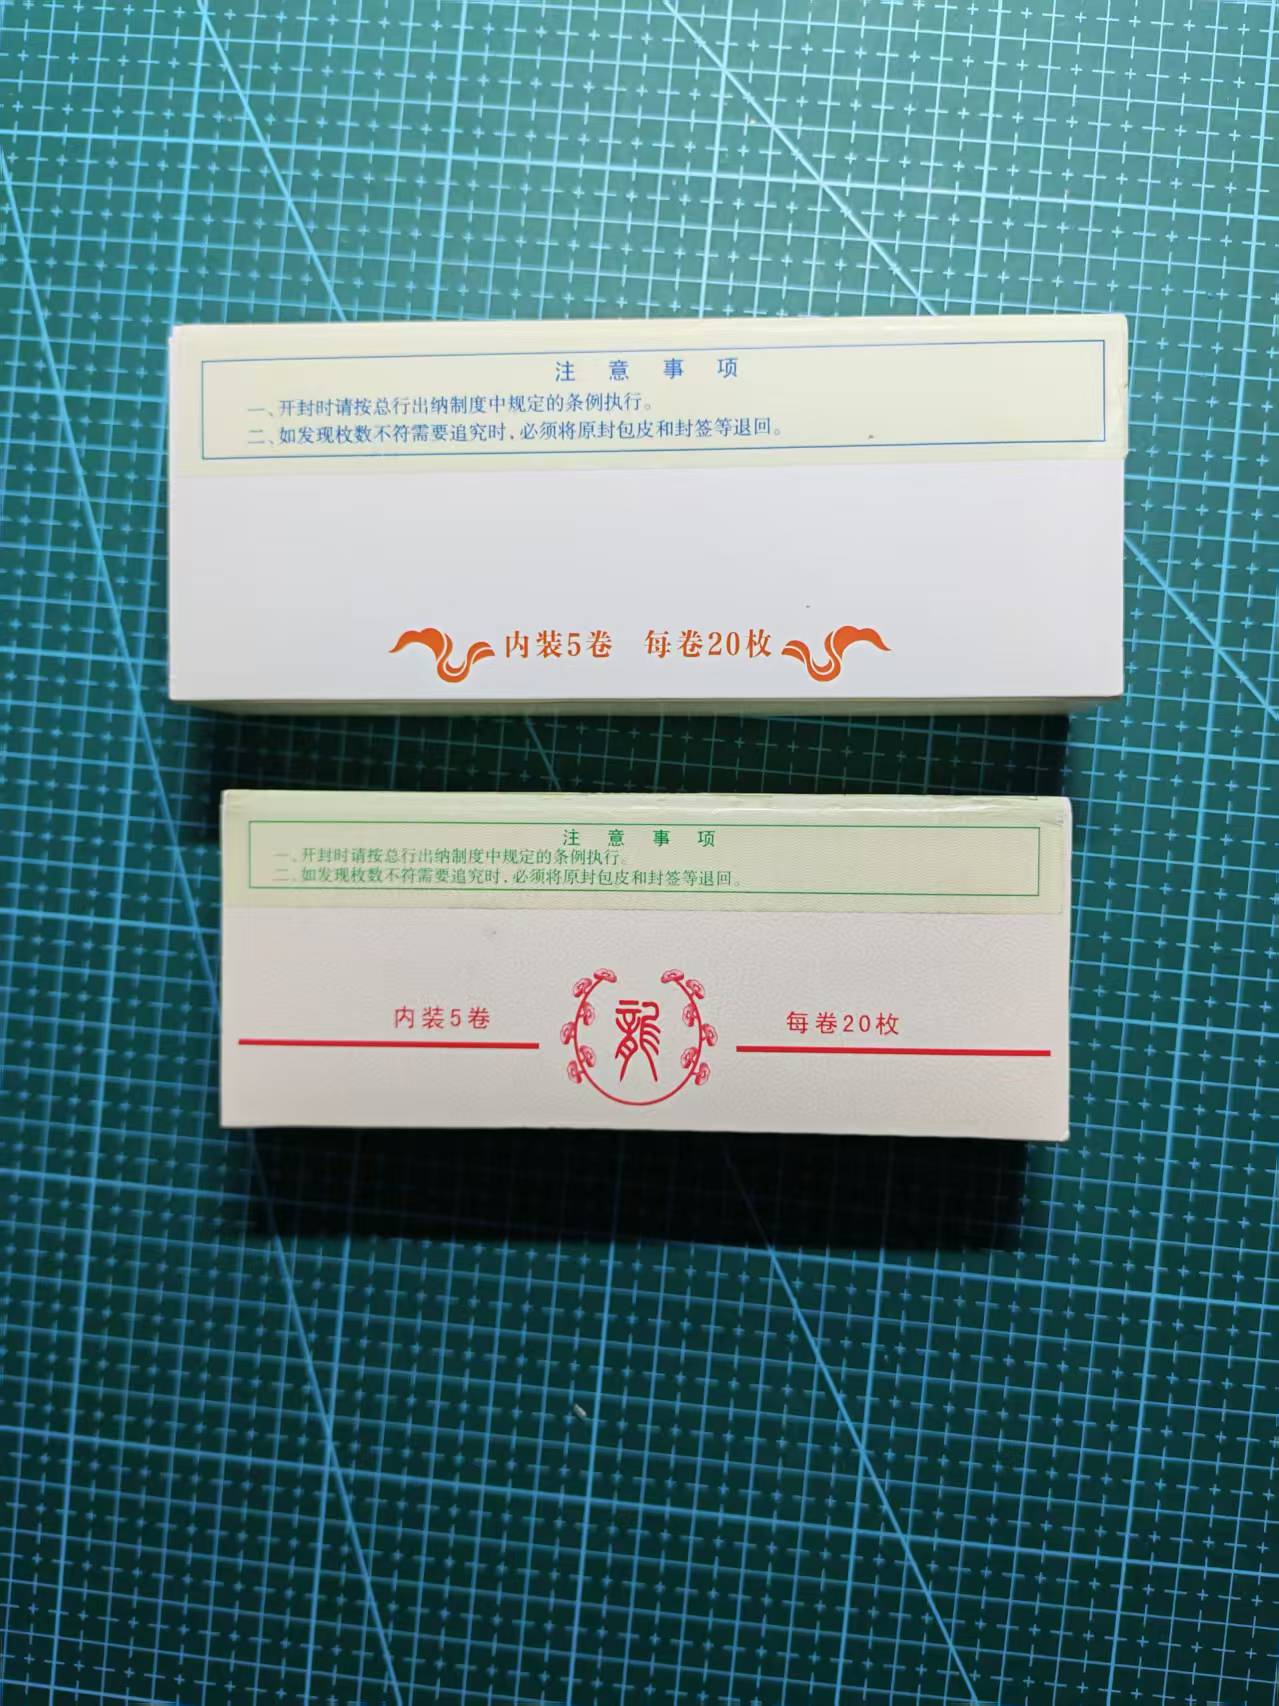 注 意 事 项
一、开封时请按总行出纳制度中规定的条例执行。
二、如发现枚数不符需要追究时，必须将原封包皮和封签等退回。
内装5卷 每卷20枚
注 意 事 项
一、开封时请按总行出纳制度中规定的条例执行。
二、如发现枚数不符需要追究时，必须将原封包皮和封签等退回。
内装5卷 龍 每卷20枚